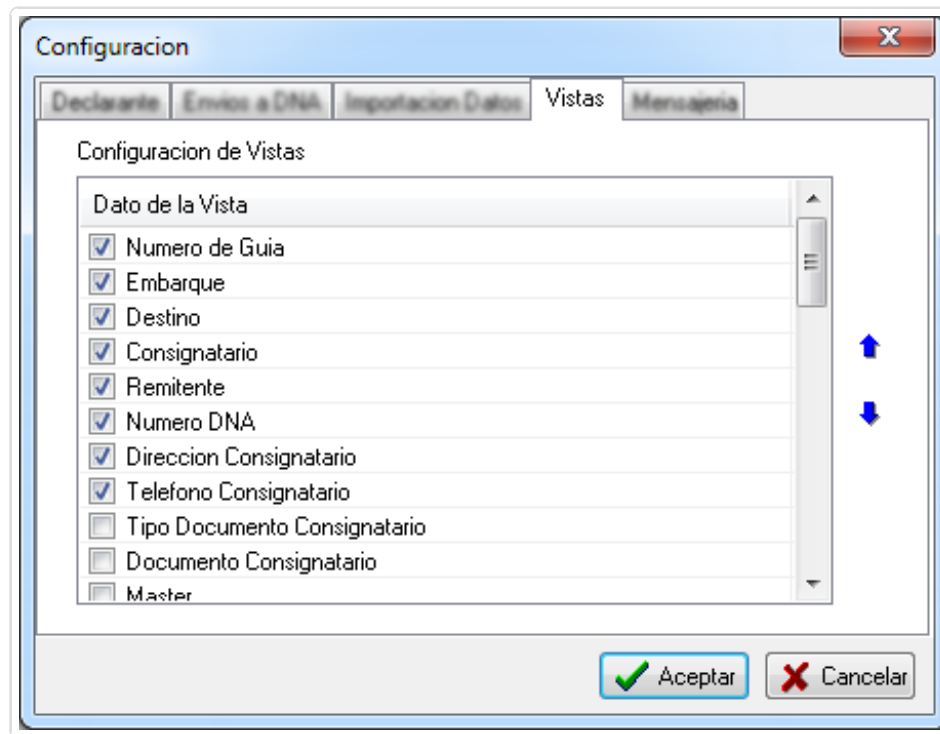 Configuracion
Declarante Envios a DNA Importacion Datos Vistas Mensajeria
Configuracion de Vistas
Dato de la Vista
Numero de Guia
Embarque
Destino
Consignatario
Remitente
Numero DNA
Direccion Consignatario
Telefono Consignatario
Tipo Documento Consignatario
Documento Consignatario
Master
Aceptar Cancelar